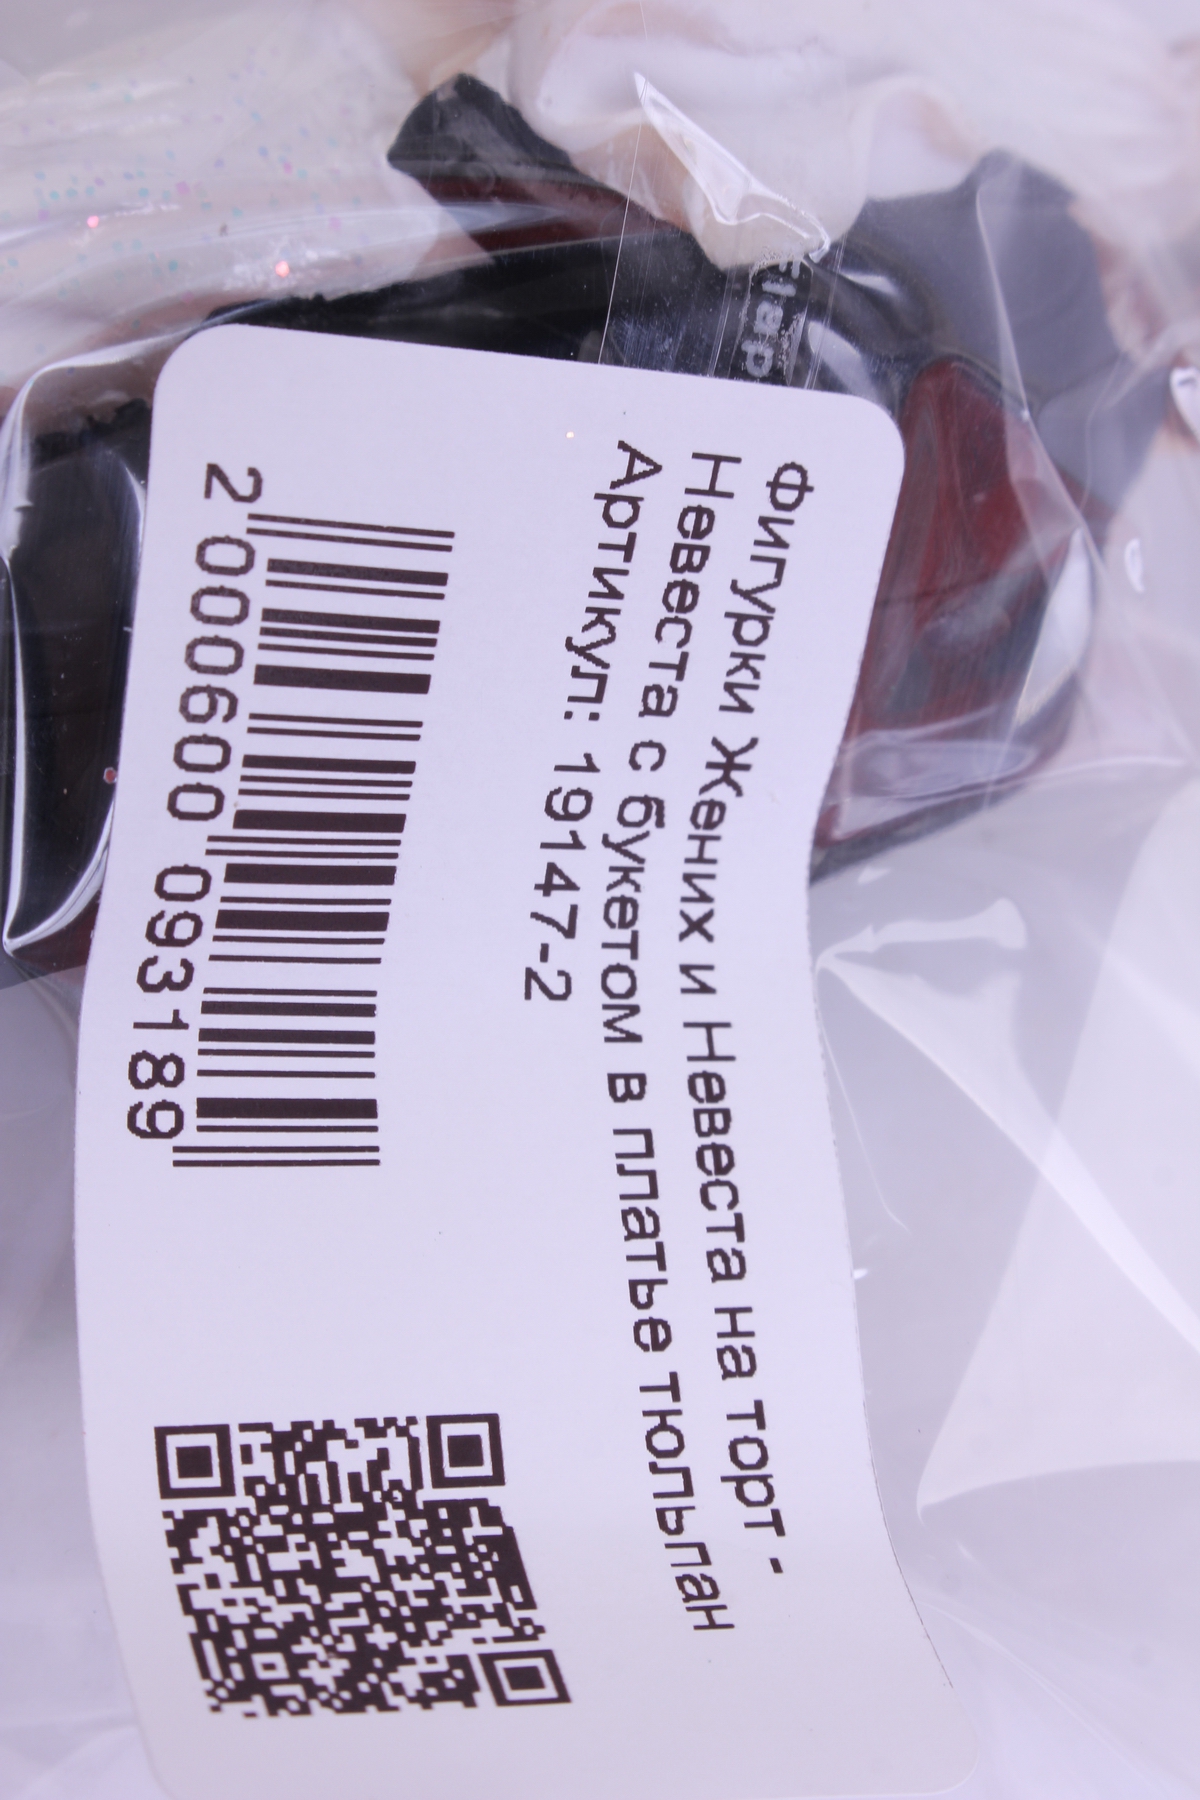 Фигурки Жених и Невеста на торт -
Невеста с букетом в платье тюльпан
Артикул: 19147-2
2 000600 093189